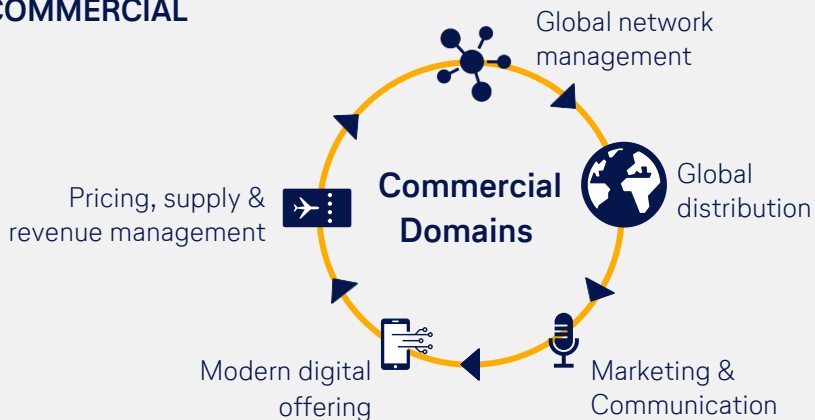 COMMERCIAL
Global network
management
Global
distribution
Commercial
Domains
Pricing, supply &
revenue management
Modern digital
offering
Marketing &
Communication